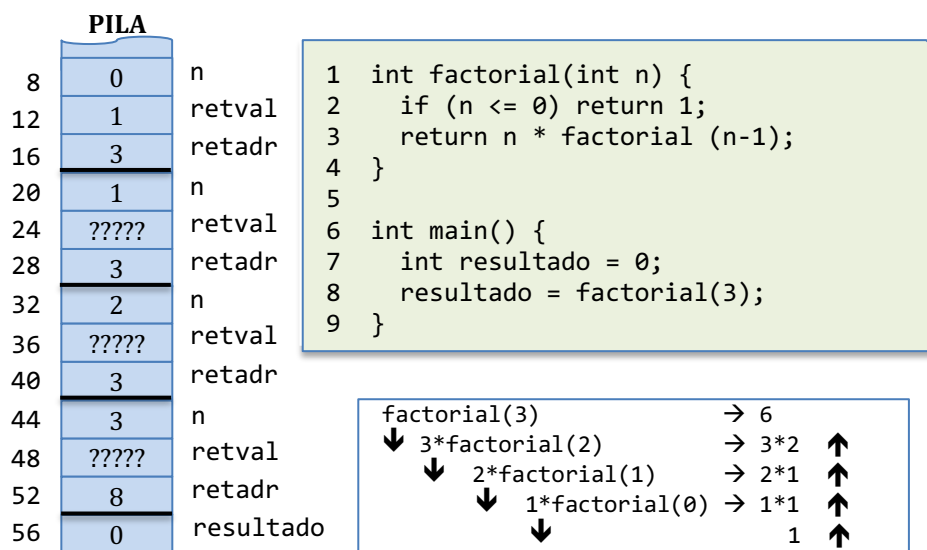 PILA
8 0 n
12 1 retval
16 3 retadr
20 1 n
24 ????? retval
28 3 retadr
32 2 n
36 ????? retval
40 3 retadr
44 3 n
48 ????? retval
52 8 retadr
56 0 resultado
1 int factorial(int n) {
2   if (n <= 0) return 1;
3   return n * factorial (n-1);
4 }
5
6 int main() {
7   int resultado = 0;
8   resultado = factorial(3);
9 }
factorial(3) → 6
🡻 3*factorial(2) → 3*2 🡹
🡻 2*factorial(1) → 2*1 🡹
🡻 1*factorial(0) → 1*1 🡹
🡻 1 🡹